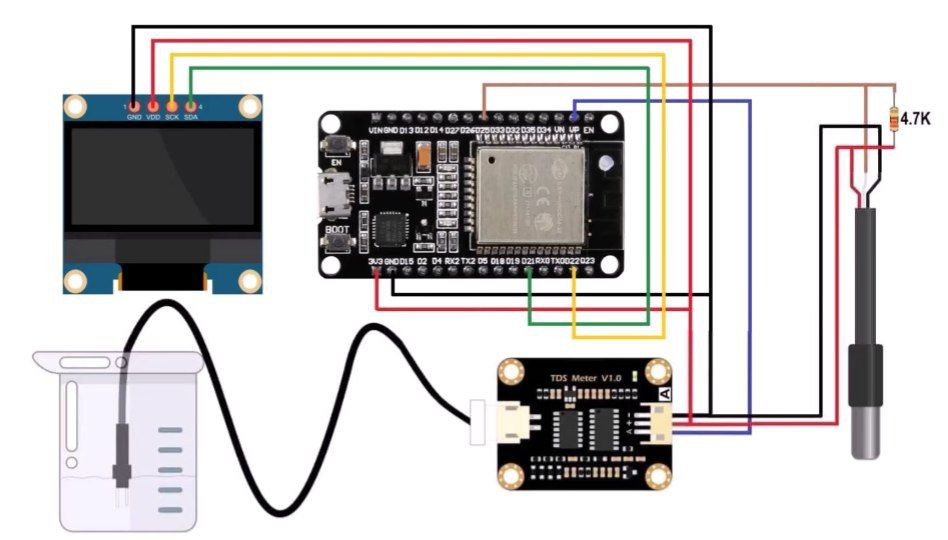 1 4
GND VDD SCK SDA
VIN GND D13 D12 D14 D27 D26 D25 D33 D32 D35 D34 VN VP EN
EN
BOOT
3V3 GND D15 D2 D4 RX2 TX2 D5 D18 D19 D21 RX0 TX0 D22 D23
4.7K
TDS Meter V1.0
A
- + A